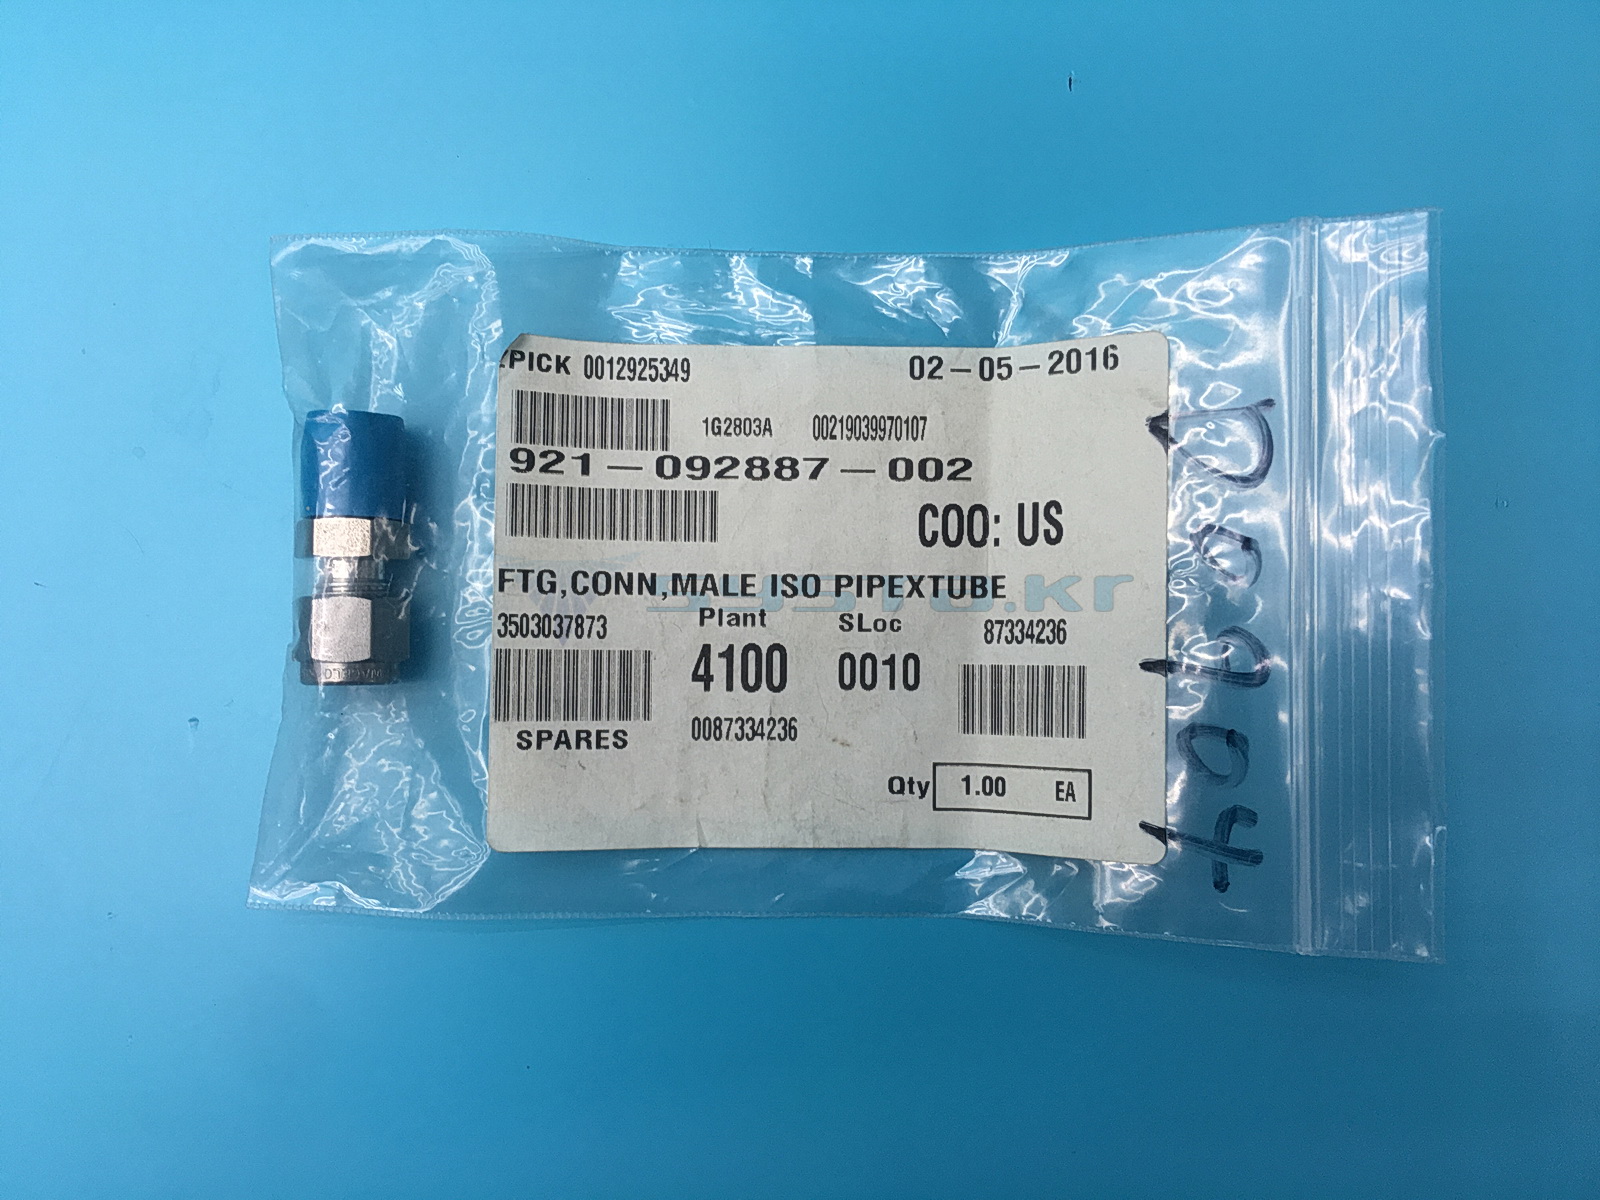 PICK 0012925349 02-05-2016
1G2803A 00219039970107
921-092887-002
COO: US
FTG,CONN,MALE ISO PIPEXTUBE
3503037873 Plant SLoc 87334236
4100 0010
SPARES 0087334236
Qty 1.00 EA